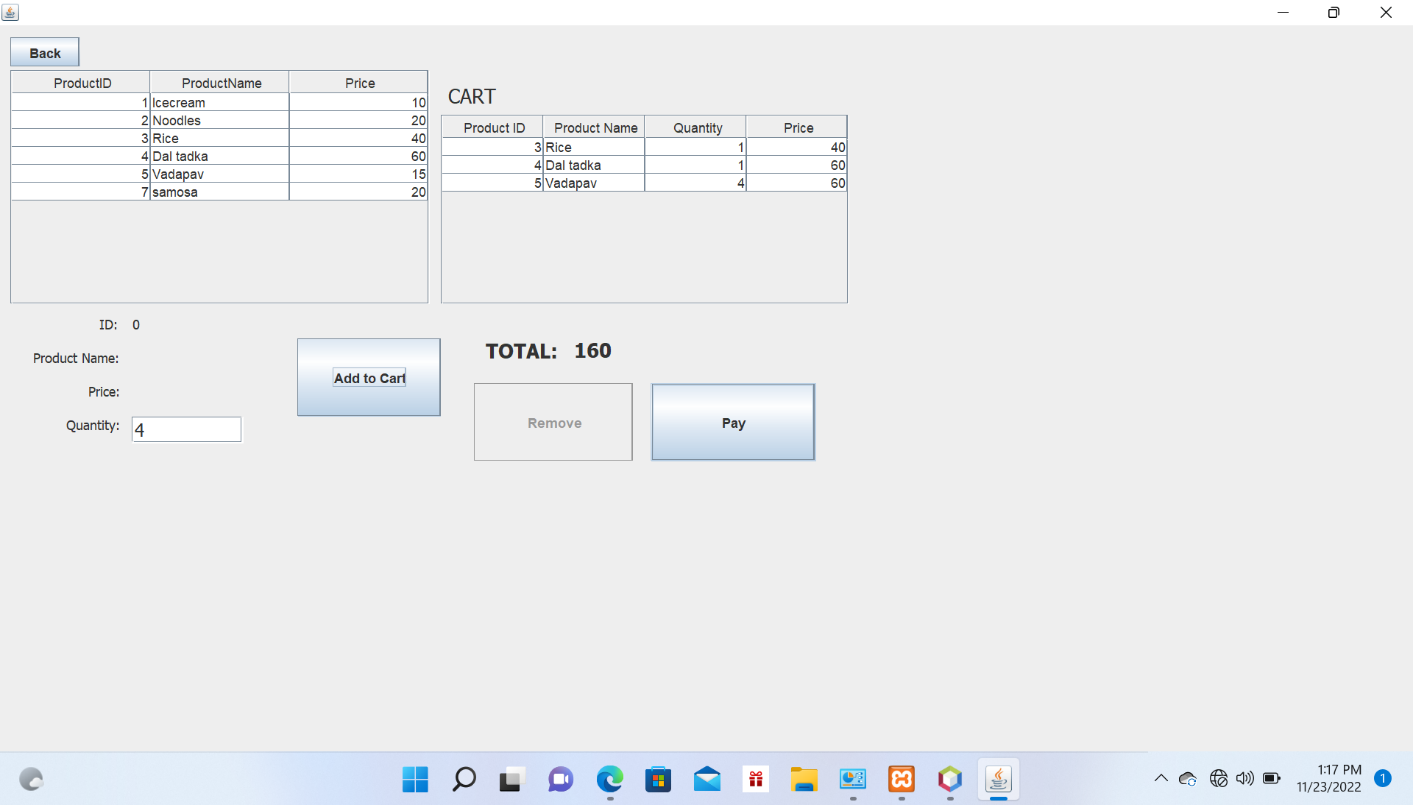 Back
ProductID ProductName Price
1 Icecream 10
2 Noodles 20
3 Rice 40
4 Dal tadka 60
5 Vadapav 15
7 samosa 20
CART
Product ID Product Name Quantity Price
3 Rice 1 40
4 Dal tadka 1 60
5 Vadapav 4 60
ID: 0
Product Name:
Price:
Quantity: 4
Add to Cart
TOTAL: 160
Remove
Pay
1:17 PM
11/23/2022
1